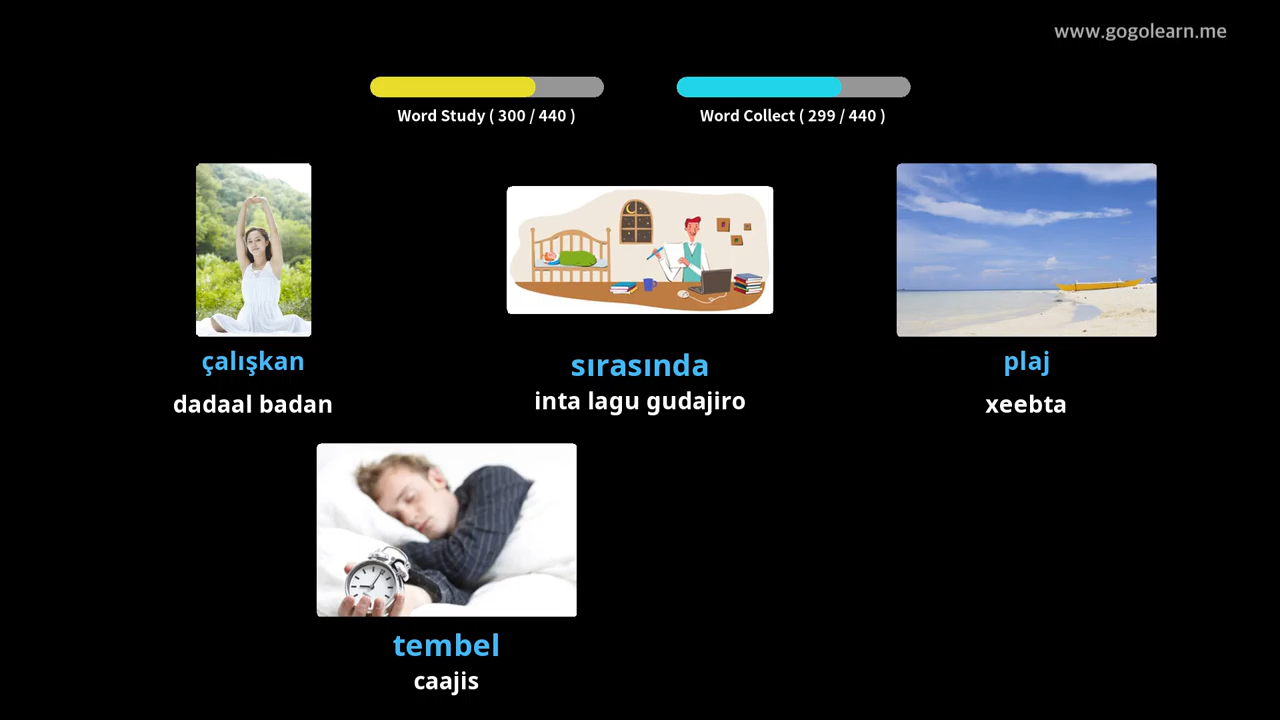 www.gogolearn.me
Word Study ( 300 / 440 )
Word Collect ( 299 / 440 )
çalışkan
dadaal badan
sırasında
inta lagu gudajiro
plaj
xeebta
tembel
caajis